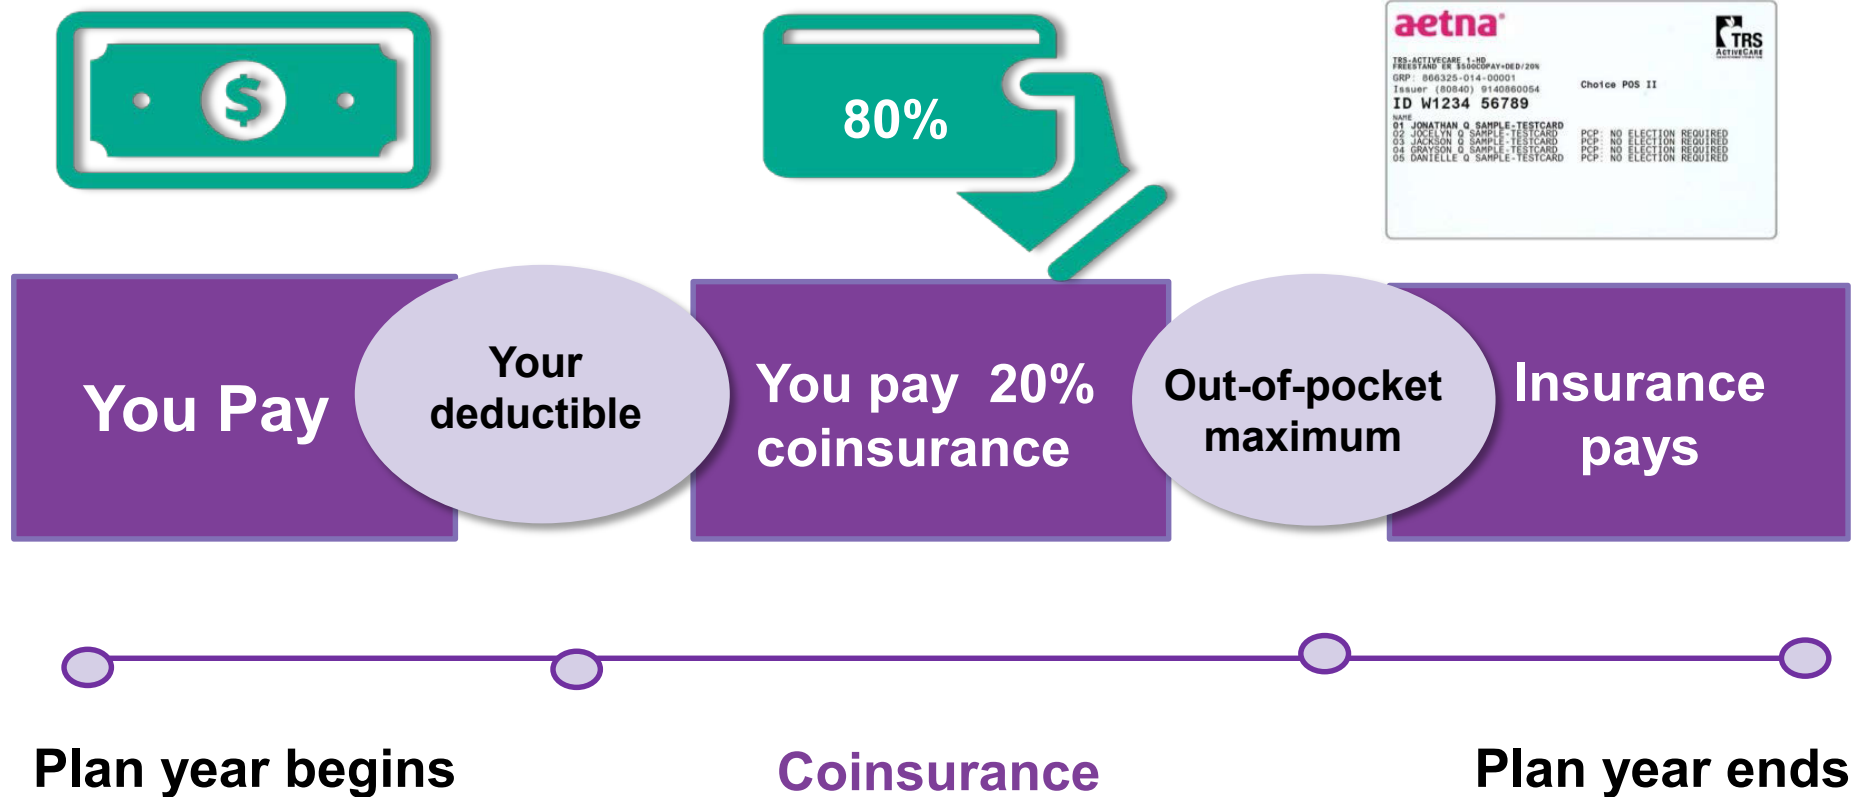 $
80%
aetna
TRS
ACTIVECARE
TRS-ACTIVECARE 1-HD
FREESTAND ER $500COPAY+DED/20%
GRP: 866325-014-00001
Issuer (80840) 9140860054
Choice POS II
ID W1234 56789
NAME
01 JONATHAN Q SAMPLE-TESTCARD
02 JOCELYN Q SAMPLE-TESTCARD PCP: NO ELECTION REQUIRED
03 JACKSON Q SAMPLE-TESTCARD PCP: NO ELECTION REQUIRED
04 GRAYSON Q SAMPLE-TESTCARD PCP: NO ELECTION REQUIRED
05 DANIELLE Q SAMPLE-TESTCARD PCP: NO ELECTION REQUIRED
You Pay
Your
deductible
You pay 20%
coinsurance
Out-of-pocket
maximum
Insurance
pays
Plan year begins
Coinsurance
Plan year ends